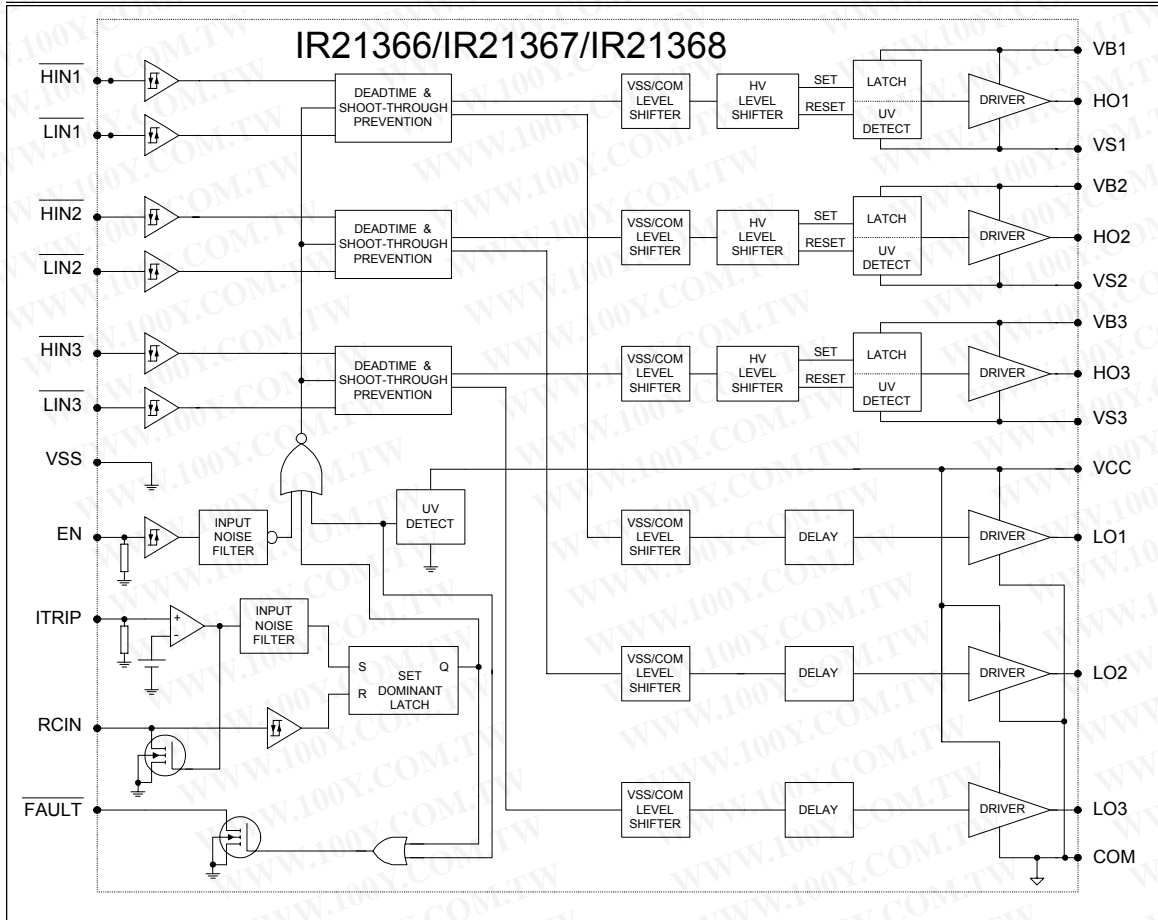 IR21366/IR21367/IR21368
HIN1
LIN1
HIN2
LIN2
HIN3
LIN3
VSS
EN
ITRIP
RCIN
FAULT
DEADTIME &
SHOOT-THROUGH
PREVENTION
DEADTIME &
SHOOT-THROUGH
PREVENTION
DEADTIME &
SHOOT-THROUGH
PREVENTION
INPUT
NOISE
FILTER
UV
DETECT
+
-
INPUT
NOISE
FILTER
S
R
Q
SET
DOMINANT
LATCH
VSS/COM
LEVEL
SHIFTER
HV
LEVEL
SHIFTER
SET
RESET
LATCH
UV
DETECT
DRIVER
VSS/COM
LEVEL
SHIFTER
HV
LEVEL
SHIFTER
SET
RESET
LATCH
UV
DETECT
DRIVER
VSS/COM
LEVEL
SHIFTER
HV
LEVEL
SHIFTER
SET
RESET
LATCH
UV
DETECT
DRIVER
VSS/COM
LEVEL
SHIFTER
DELAY
DRIVER
VSS/COM
LEVEL
SHIFTER
DELAY
DRIVER
VSS/COM
LEVEL
SHIFTER
DELAY
DRIVER
VB1
HO1
VS1
VB2
HO2
VS2
VB3
HO3
VS3
VCC
LO1
LO2
LO3
COM
WWW.100Y.COM.TW